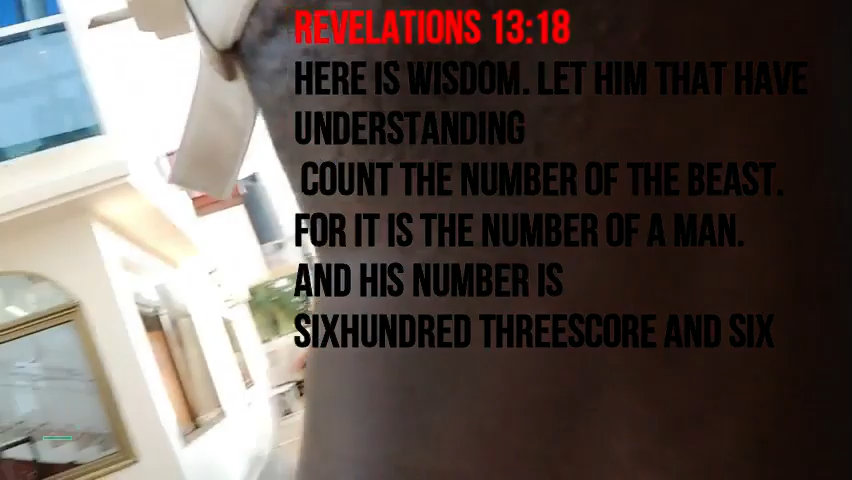 REVELATIONS 13:18
HERE IS WISDOM. LET HIM THAT HAVE
UNDERSTANDING
COUNT THE NUMBER OF THE BEAST.
FOR IT IS THE NUMBER OF A MAN.
AND HIS NUMBER IS
SIXHUNDRED THREESCORE AND SIX